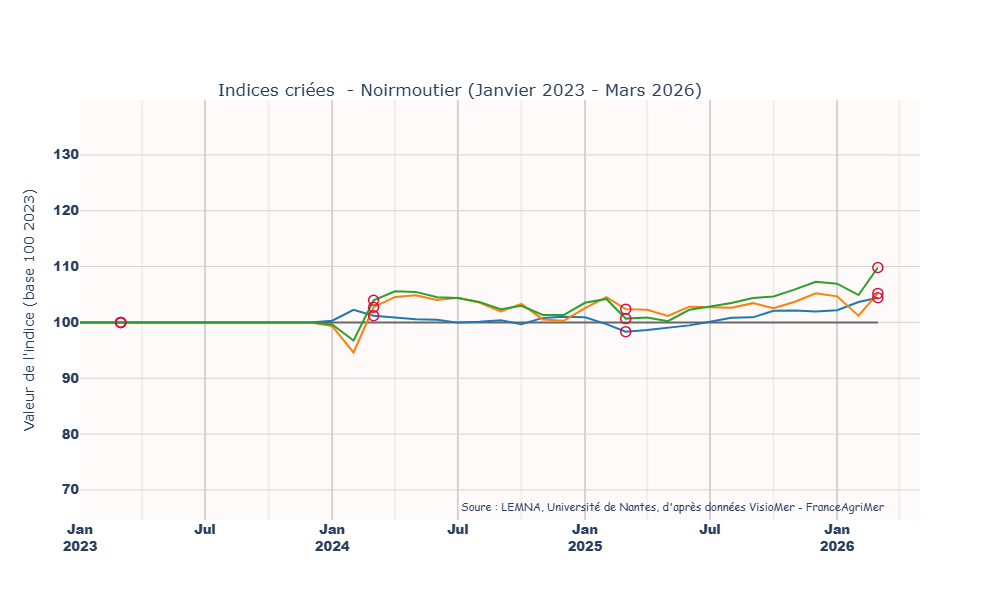 Indices criées - Noirmoutier (Janvier 2023 - Mars 2026)
Valeur de l'indice (base 100 2023)
130
120
110
100
90
80
70
Soure : LEMNA, Université de Nantes, d'après données VisioMer - FranceAgriMer
Jan Jul Jan Jul Jan Jul Jan
2023 2024 2025 2026